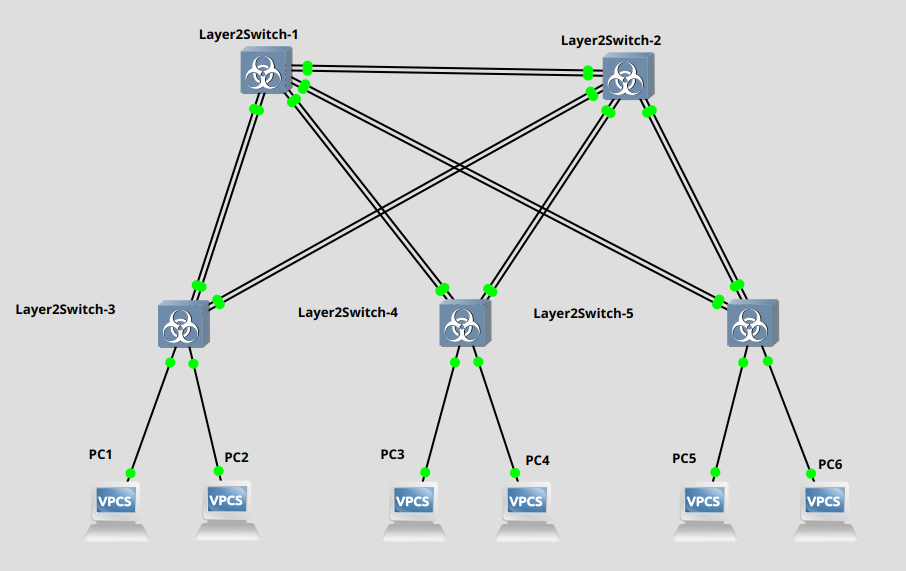 Layer2Switch-1
Layer2Switch-2
Layer2Switch-3
Layer2Switch-4
Layer2Switch-5
PC1
PC2
PC3
PC4
PC5
PC6
VPCS
VPCS
VPCS
VPCS
VPCS
VPCS